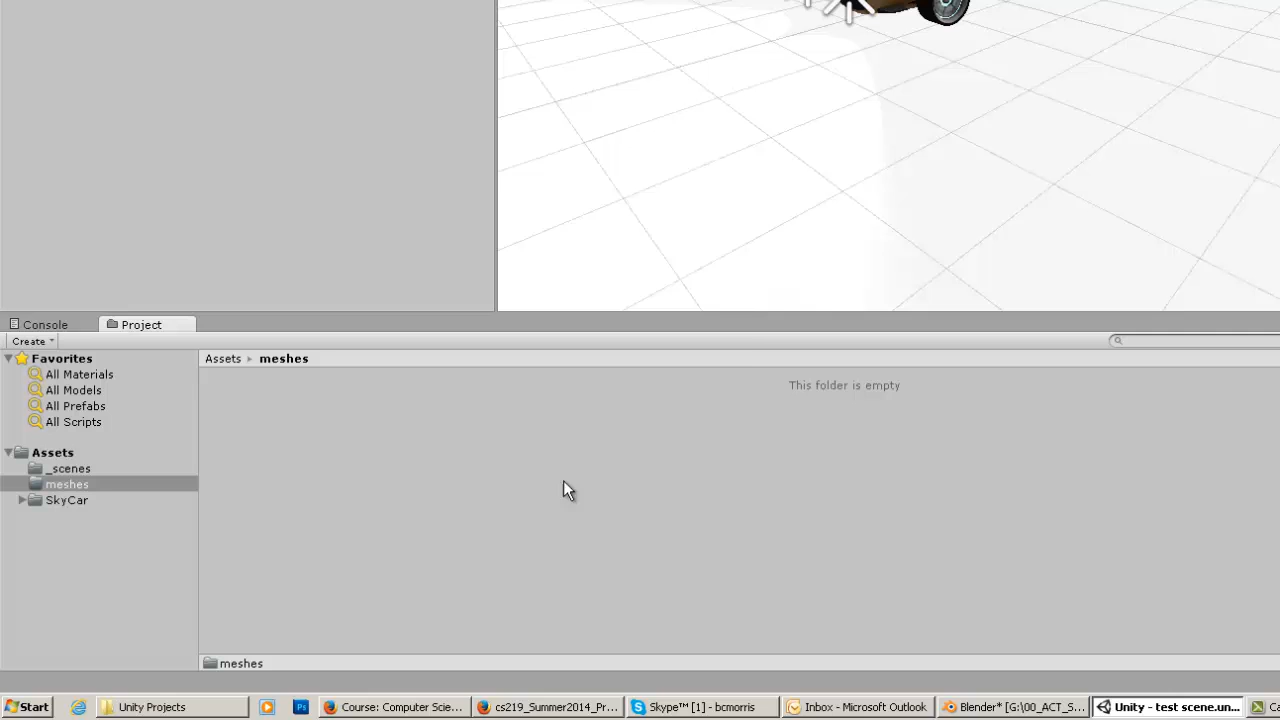 Console
Project
Create
Favorites
Assets
meshes
All Materials
This folder is empty
All Models
All Prefabs
All Scripts
Assets
_scenes
meshes
SkyCar
meshes
Start
Unity Projects
Ps
Course: Computer Scie...
cs219_Summer2014_Pr...
Skype™ [1] - bcmorris
Inbox - Microsoft Outlook
Blender* [G:\00_ACT_S...
Unity - test scene.un...